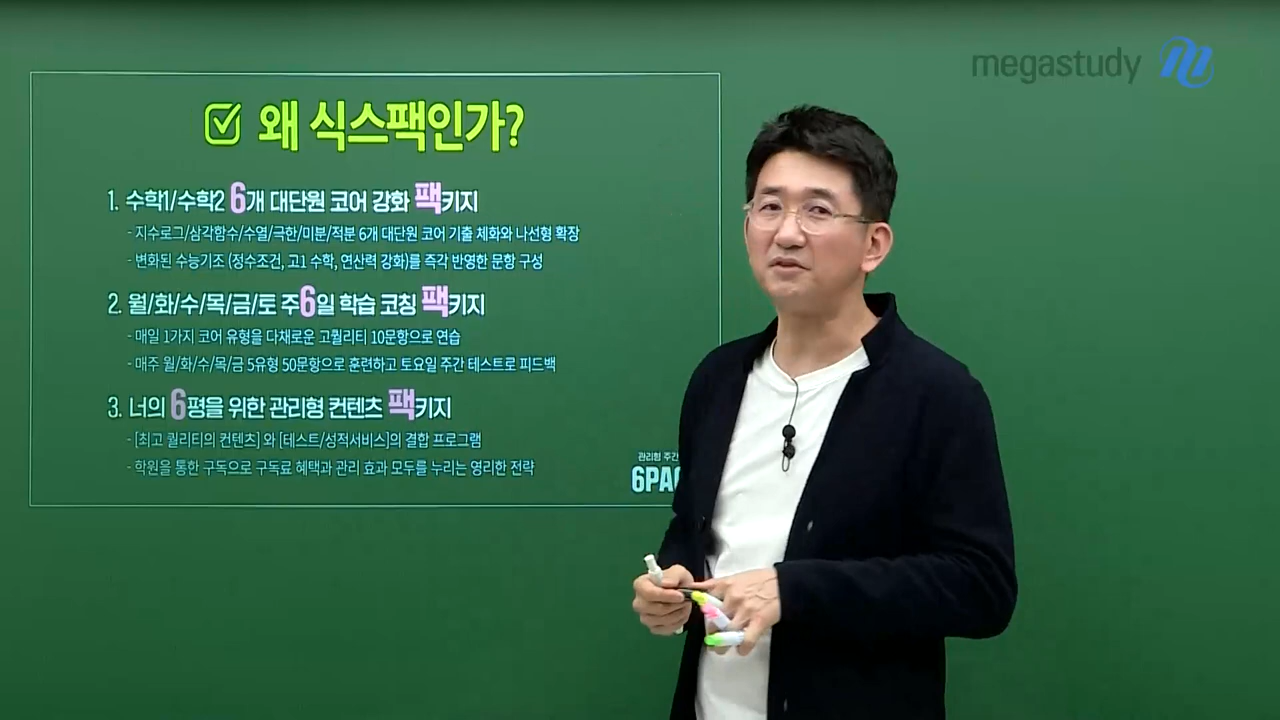 megastudy
왜 식스팩인가?
1. 수학1/수학2 6개 대단원 코어 강화 팩키지
- 지수로그/삼각함수/수열/극한/미분/적분 6개 대단원 코어 기출 체화와 나선형 확장
- 변화된 수능기조 (정수조건, 고1 수학, 연산력 강화)를 즉각 반영한 문항 구성
2. 월/화/수/목/금/토 주6일 학습 코칭 팩키지
- 매일 1가지 코어 유형을 다채로운 고퀄리티 10문항으로 연습
- 매주 월/화/수/목/금 5유형 50문항으로 훈련하고 토요일 주간 테스트로 피드백
3. 너의 6평을 위한 관리형 컨텐츠 팩키지
- [최고 퀄리티의 컨텐츠] 와 [테스트/성적서비스]의 결합 프로그램
- 학원을 통한 구독으로 구독료 혜택과 관리 효과 모두를 누리는 영리한 전략
관리형 주간
6PA